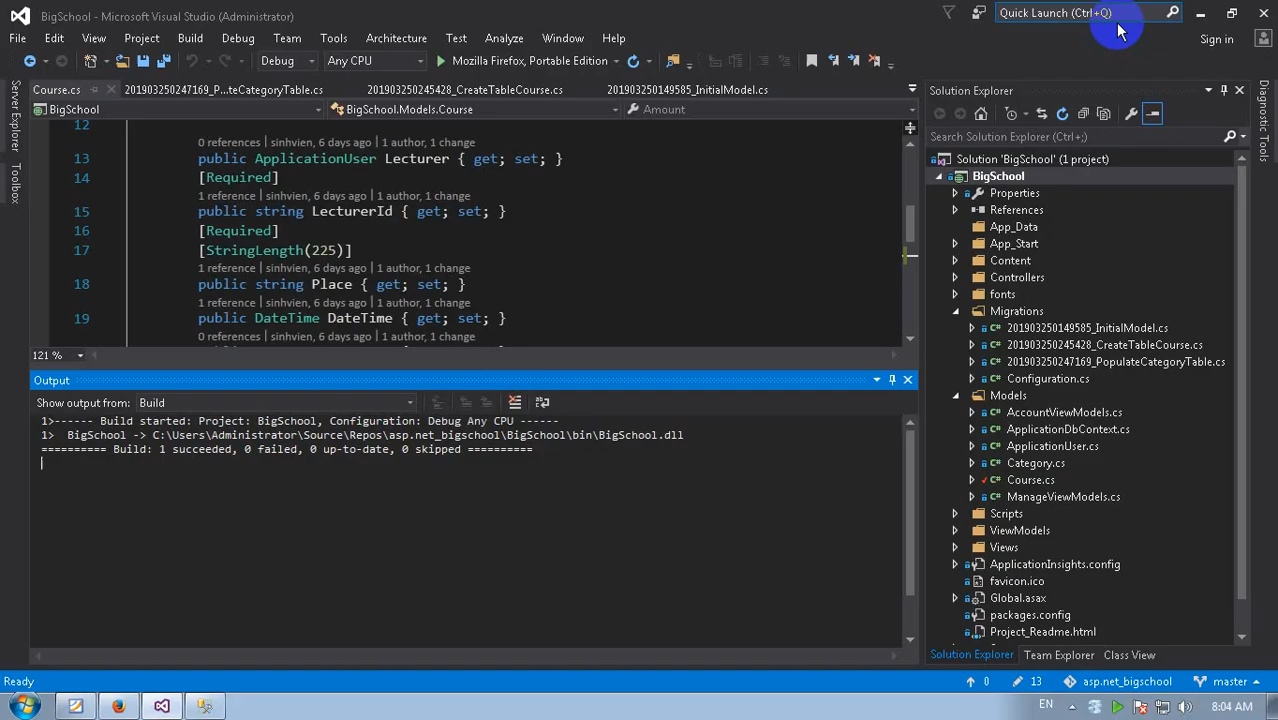 BigSchool - Microsoft Visual Studio (Administrator)
Quick Launch (Ctrl+Q)
File Edit View Project Build Debug Team Tools Architecture Test Analyze Window Help
Sign in
Debug Any CPU Mozilla Firefox, Portable Edition
Server Explorer
Toolbox
Course.cs 201903250247169_P...teCategoryTable.cs 201903250245428_CreateTableCourse.cs 201903250149585_InitialModel.cs
BigSchool BigSchool.Models.Course Amount
12
0 references | sinhvien, 6 days ago | 1 author, 1 change
13 public ApplicationUser Lecturer { get; set; }
14 [Required]
1 reference | sinhvien, 6 days ago | 1 author, 1 change
15 public string LecturerId { get; set; }
16 [Required]
17 [StringLength(225)]
1 reference | sinhvien, 6 days ago | 1 author, 1 change
18 public string Place { get; set; }
1 reference | sinhvien, 6 days ago | 1 author, 1 change
19 public DateTime DateTime { get; set; }
0 references | sinhvien, 6 days ago | 1 author, 1 change
121 %
Output
Show output from: Build
1>------ Build started: Project: BigSchool, Configuration: Debug Any CPU ------
1> BigSchool -> C:\Users\Administrator\Source\Repos\asp.net_bigschool\BigSchool\bin\BigSchool.dll
========== Build: 1 succeeded, 0 failed, 0 up-to-date, 0 skipped ==========
Solution Explorer
Search Solution Explorer (Ctrl+;)
Solution 'BigSchool' (1 project)
BigSchool
Properties
References
App_Data
App_Start
Content
Controllers
fonts
Migrations
201903250149585_InitialModel.cs
201903250245428_CreateTableCourse.cs
201903250247169_PopulateCategoryTable.cs
Configuration.cs
Models
AccountViewModels.cs
ApplicationDbContext.cs
ApplicationUser.cs
Category.cs
Course.cs
ManageViewModels.cs
Scripts
ViewModels
Views
ApplicationInsights.config
favicon.ico
Global.asax
packages.config
Project_Readme.html
Solution Explorer Team Explorer Class View
Diagnostic Tools
Ready
0 13 asp.net_bigschool master
EN 8:04 AM